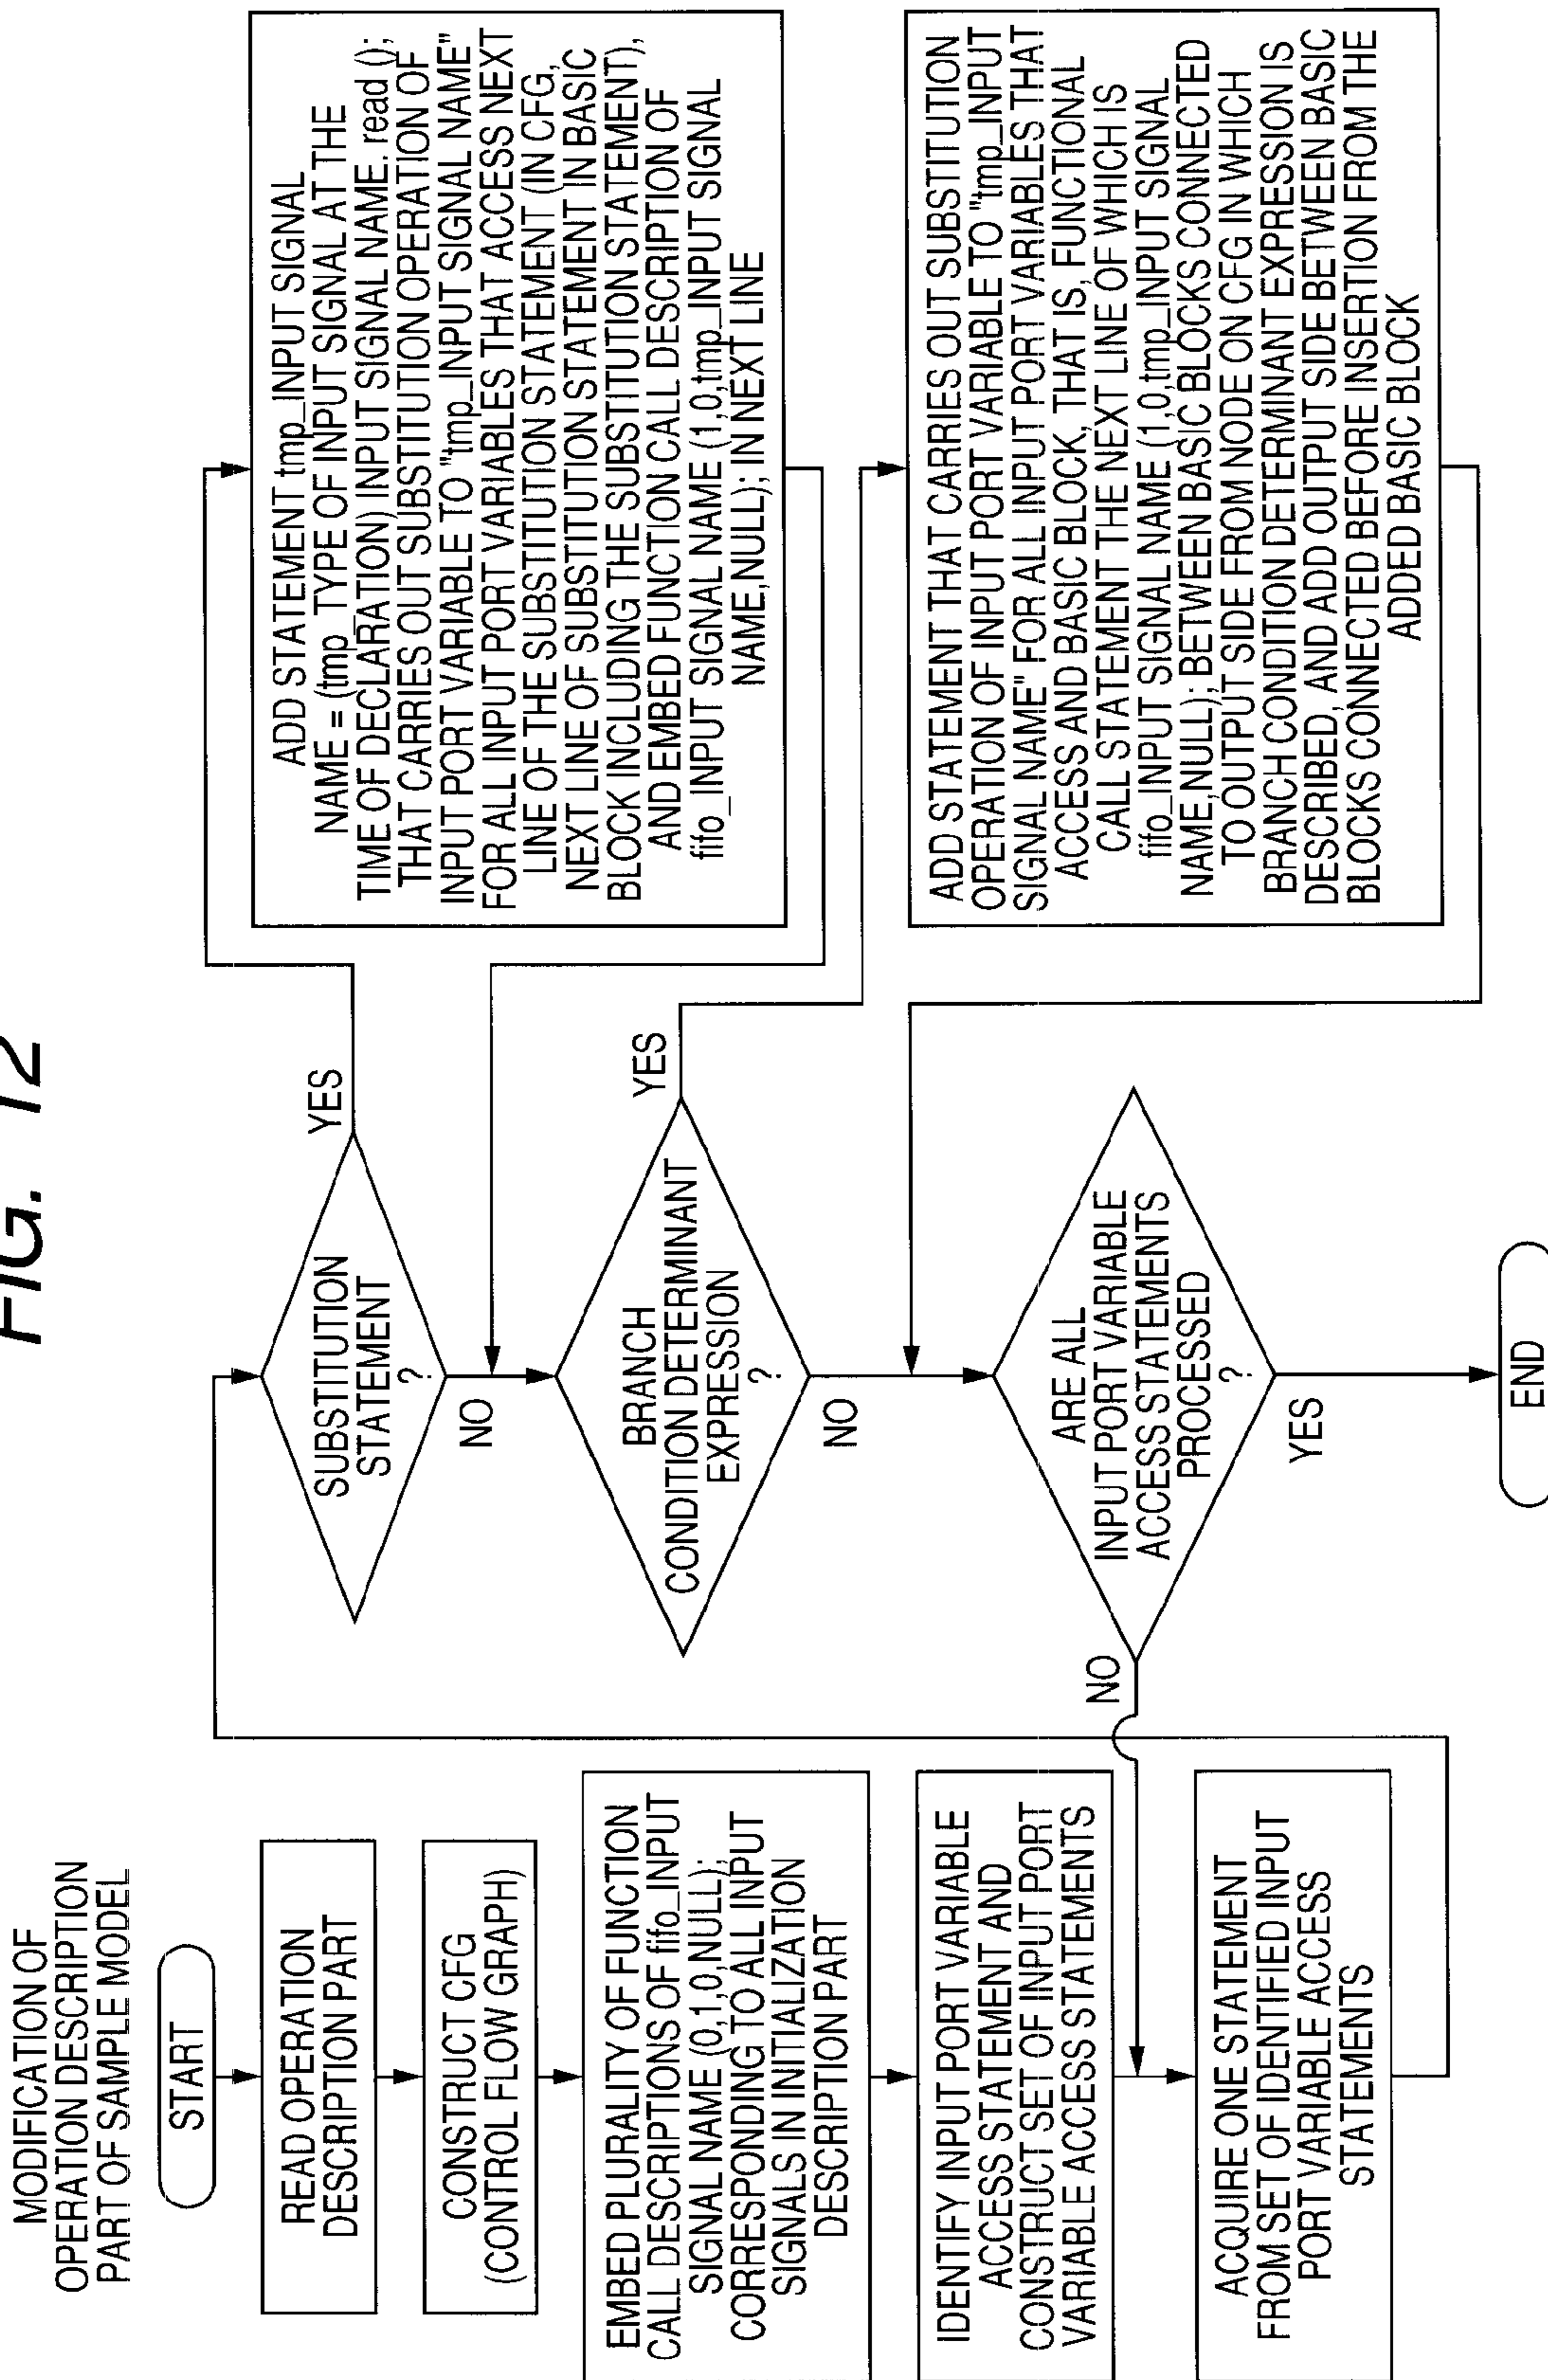 FIG. 12
MODIFICATION OF
OPERATION DESCRIPTION
PART OF SAMPLE MODEL
START
READ OPERATION
DESCRIPTION PART
CONSTRUCT CFG
(CONTROL FLOW GRAPH)
EMBED PLURALITY OF FUNCTION
CALL DESCRIPTIONS OF fifo_INPUT
SIGNAL NAME (0,1,0,NULL);
CORRESPONDING TO ALL INPUT
SIGNALS IN INITIALIZATION
DESCRIPTION PART
IDENTIFY INPUT PORT VARIABLE
ACCESS STATEMENT AND
CONSTRUCT SET OF INPUT PORT
VARIABLE ACCESS STATEMENTS
ACQUIRE ONE STATEMENT
FROM SET OF IDENTIFIED INPUT
PORT VARIABLE ACCESS
STATEMENTS
SUBSTITUTION
STATEMENT
?
YES
NO
BRANCH
CONDITION DETERMINANT
EXPRESSION
?
YES
NO
ARE ALL
INPUT PORT VARIABLE
ACCESS STATEMENTS
PROCESSED
?
NO
YES
END
ADD STATEMENT tmp_INPUT SIGNAL
NAME = (tmp_TYPE OF INPUT SIGNAL AT THE
TIME OF DECLARATION) INPUT SIGNAL NAME. read ();
THAT CARRIES OUT SUBSTITUTION OPERATION OF
INPUT PORT VARIABLE TO "tmp_INPUT SIGNAL NAME"
FOR ALL INPUT PORT VARIABLES THAT ACCESS NEXT
LINE OF THE SUBSTITUTION STATEMENT (IN CFG,
NEXT LINE OF SUBSTITUTION STATEMENT IN BASIC
BLOCK INCLUDING THE SUBSTITUTION STATEMENT),
AND EMBED FUNCTION CALL DESCRIPTION OF
fifo_INPUT SIGNAL NAME (1,0,tmp_INPUT SIGNAL
NAME,NULL); IN NEXT LINE
ADD STATEMENT THAT CARRIES OUT SUBSTITUTION
OPERATION OF INPUT PORT VARIABLE TO "tmp_INPUT
SIGNAL NAME" FOR ALL INPUT PORT VARIABLES THAT
ACCESS AND BASIC BLOCK, THAT IS, FUNCTIONAL
CALL STATEMENT THE NEXT LINE OF WHICH IS
fifo_INPUT SIGNAL NAME (1,0,tmp_INPUT SIGNAL
NAME,NULL); BETWEEN BASIC BLOCKS CONNECTED
TO OUTPUT SIDE FROM NODE ON CFG IN WHICH
BRANCH CONDITION DETERMINANT EXPRESSION IS
DESCRIBED, AND ADD OUTPUT SIDE BETWEEN BASIC
BLOCKS CONNECTED BEFORE INSERTION FROM THE
ADDED BASIC BLOCK